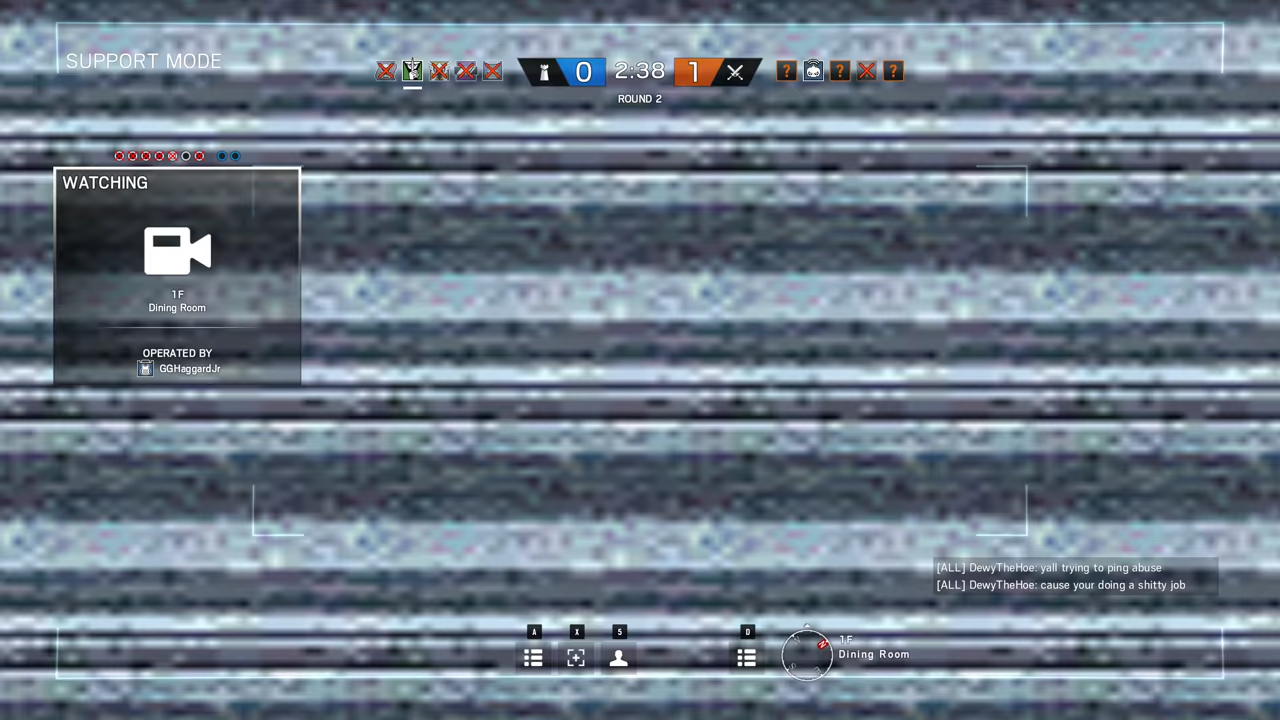 SUPPORT MODE
0 2:38 1
ROUND 2
? ? ?
WATCHING
1F
Dining Room
OPERATED BY
GGHaggardJr
[ALL] DewyTheHoe: yall trying to ping abuse
[ALL] DewyTheHoe: cause your doing a shitty job
A X 5 D
1F
Dining Room